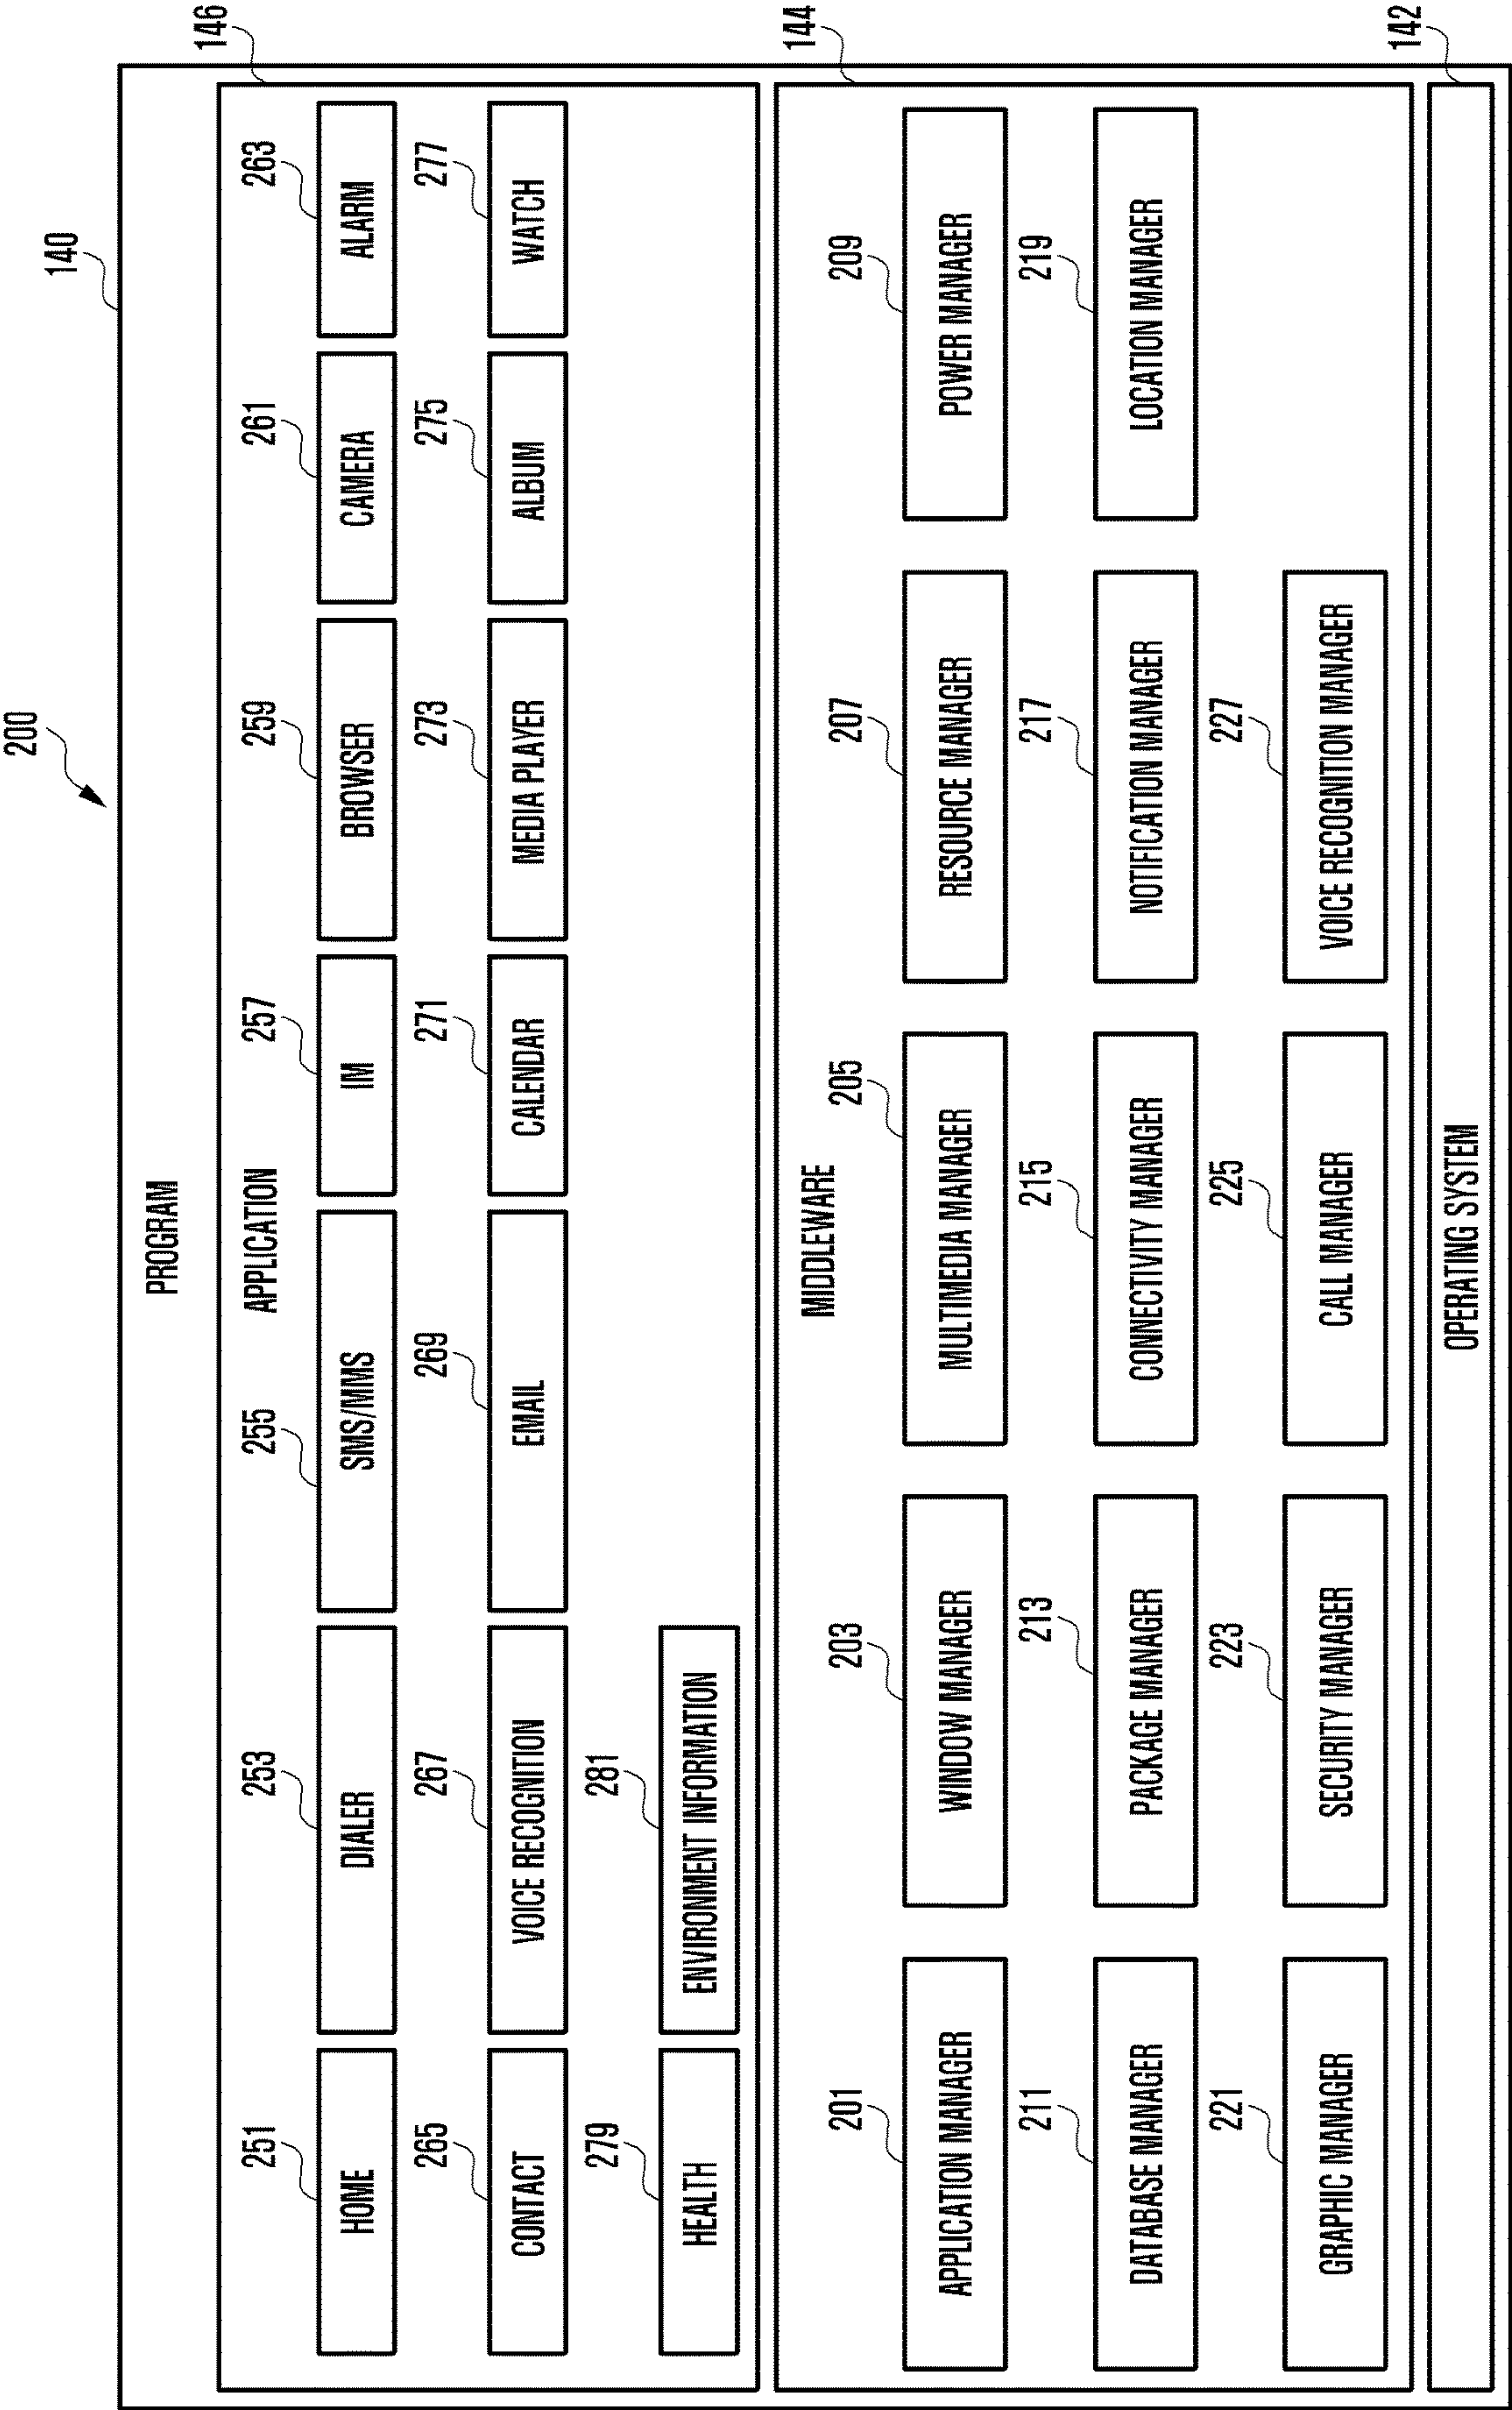 200
140
PROGRAM
146
APPLICATION
251 253 255 257 259 261 263
HOME DIALER SMS/MMS IM BROWSER CAMERA ALARM
265 267 269 271 273 275 277
CONTACT VOICE RECOGNITION EMAIL CALENDAR MEDIA PLAYER ALBUM WATCH
279 281
HEALTH ENVIRONMENT INFORMATION
144
MIDDLEWARE
201 203 205 207 209
APPLICATION MANAGER WINDOW MANAGER MULTIMEDIA MANAGER RESOURCE MANAGER POWER MANAGER
211 213 215 217 219
DATABASE MANAGER PACKAGE MANAGER CONNECTIVITY MANAGER NOTIFICATION MANAGER LOCATION MANAGER
221 223 225 227
GRAPHIC MANAGER SECURITY MANAGER CALL MANAGER VOICE RECOGNITION MANAGER
142
OPERATING SYSTEM